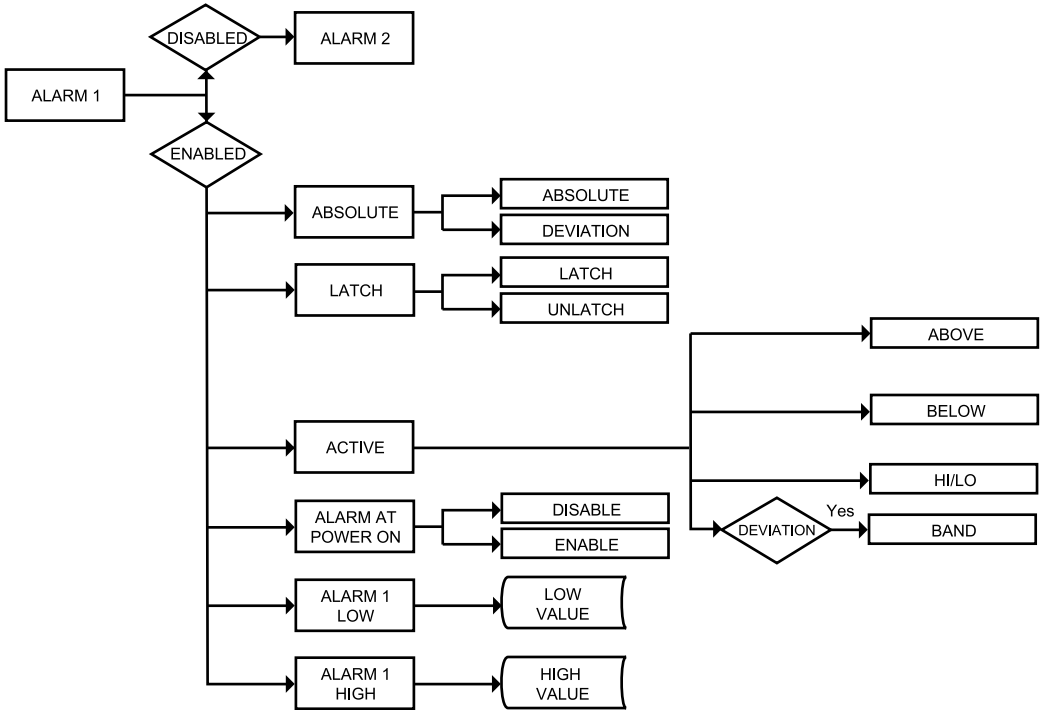 DISABLED
ALARM 2
ALARM 1
ENABLED
ABSOLUTE
ABSOLUTE
DEVIATION
LATCH
LATCH
UNLATCH
ABOVE
BELOW
ACTIVE
HI/LO
DEVIATION
Yes
BAND
ALARM AT
POWER ON
DISABLE
ENABLE
ALARM 1
LOW
LOW
VALUE
ALARM 1
HIGH
HIGH
VALUE